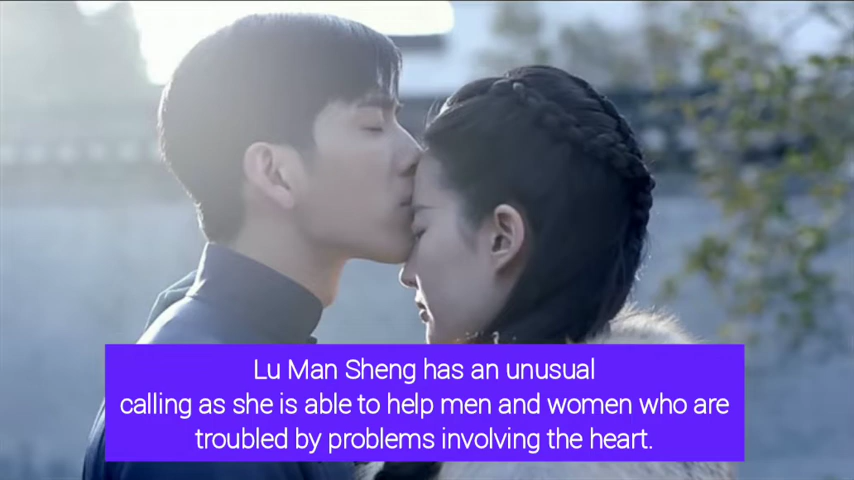 Lu Man Sheng has an unusual
calling as she is able to help men and women who are
troubled by problems involving the heart.